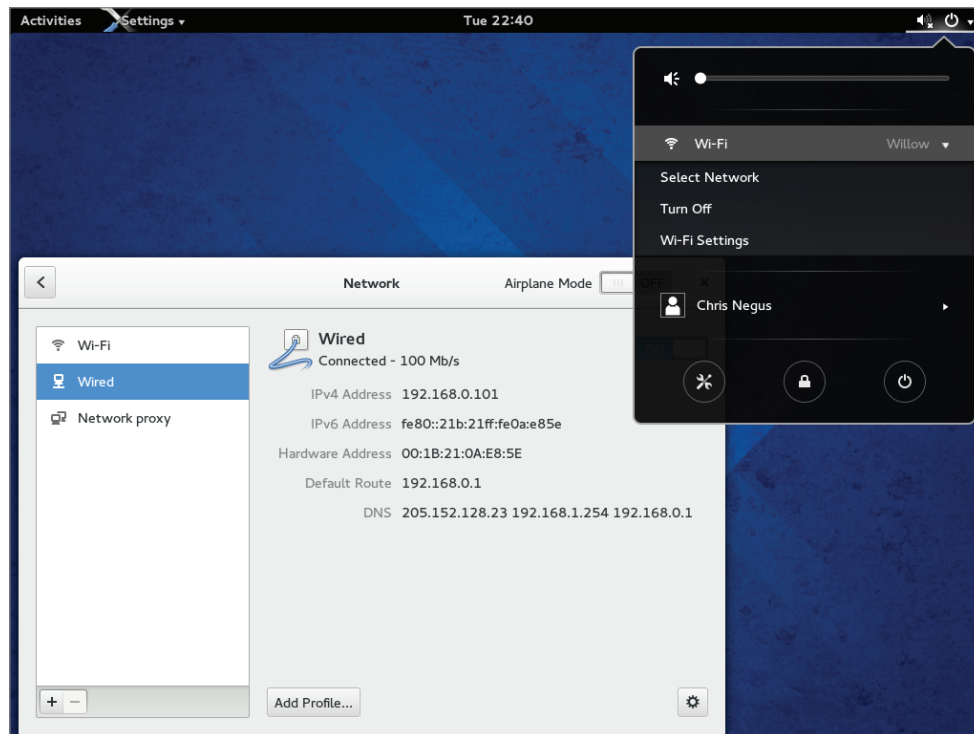 Activities Settings Tue 22:40
Wi-Fi Willow
Select Network
Turn Off
Wi-Fi Settings
Chris Negus
Network Airplane Mode OFF
Wi-Fi
Wired
Network proxy
Wired
ON
Connected - 100 Mb/s
IPv4 Address 192.168.0.101
IPv6 Address fe80::21b:21ff:fe0a:e85e
Hardware Address 00:1B:21:0A:E8:5E
Default Route 192.168.0.1
DNS 205.152.128.23 192.168.1.254 192.168.0.1
Add Profile...